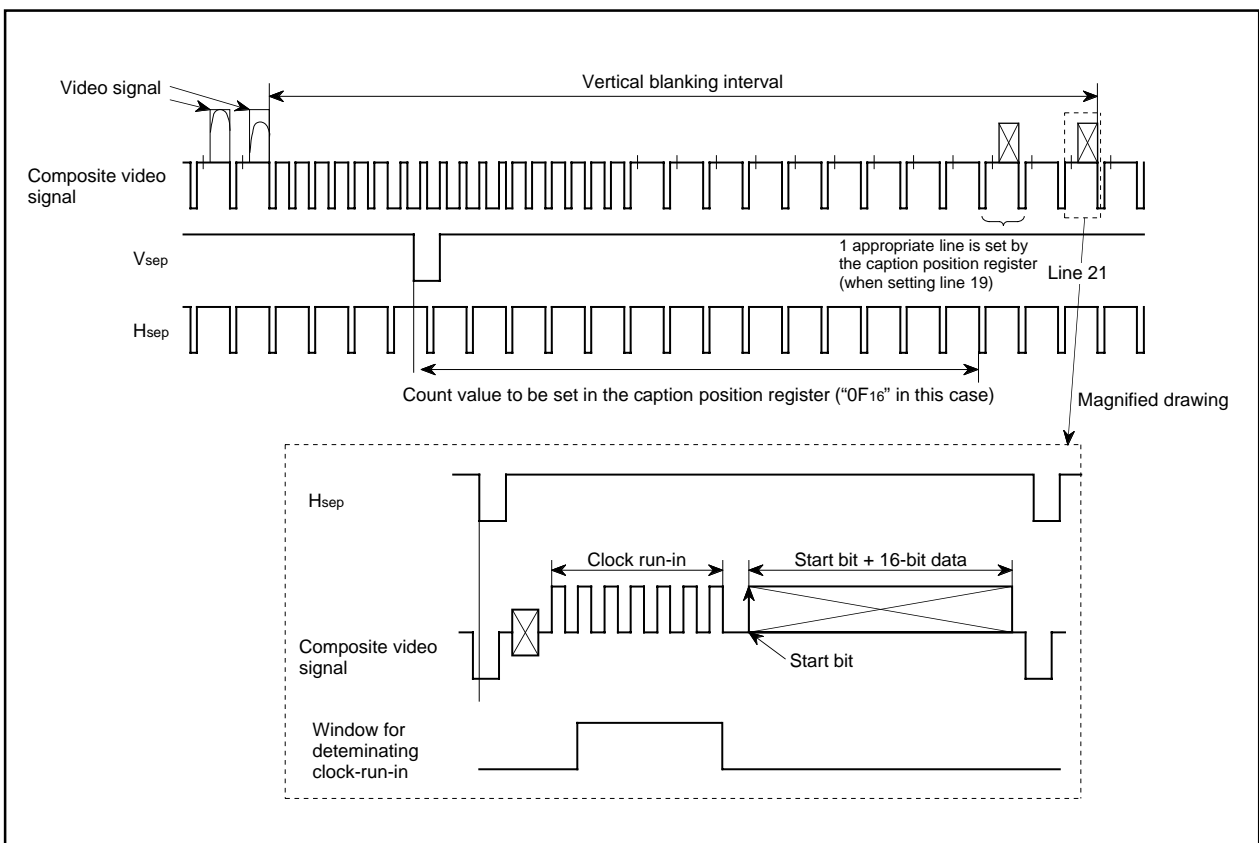 Video signal
Vertical blanking interval
Composite video
signal
Vsep
1 appropriate line is set by
the caption position register
(when setting line 19)
Line 21
Hsep
Count value to be set in the caption position register (“0F16” in this case)
Magnified drawing
Hsep
Clock run-in
Start bit + 16-bit data
Composite video
signal
Start bit
Window for
deteminating
clock-run-in